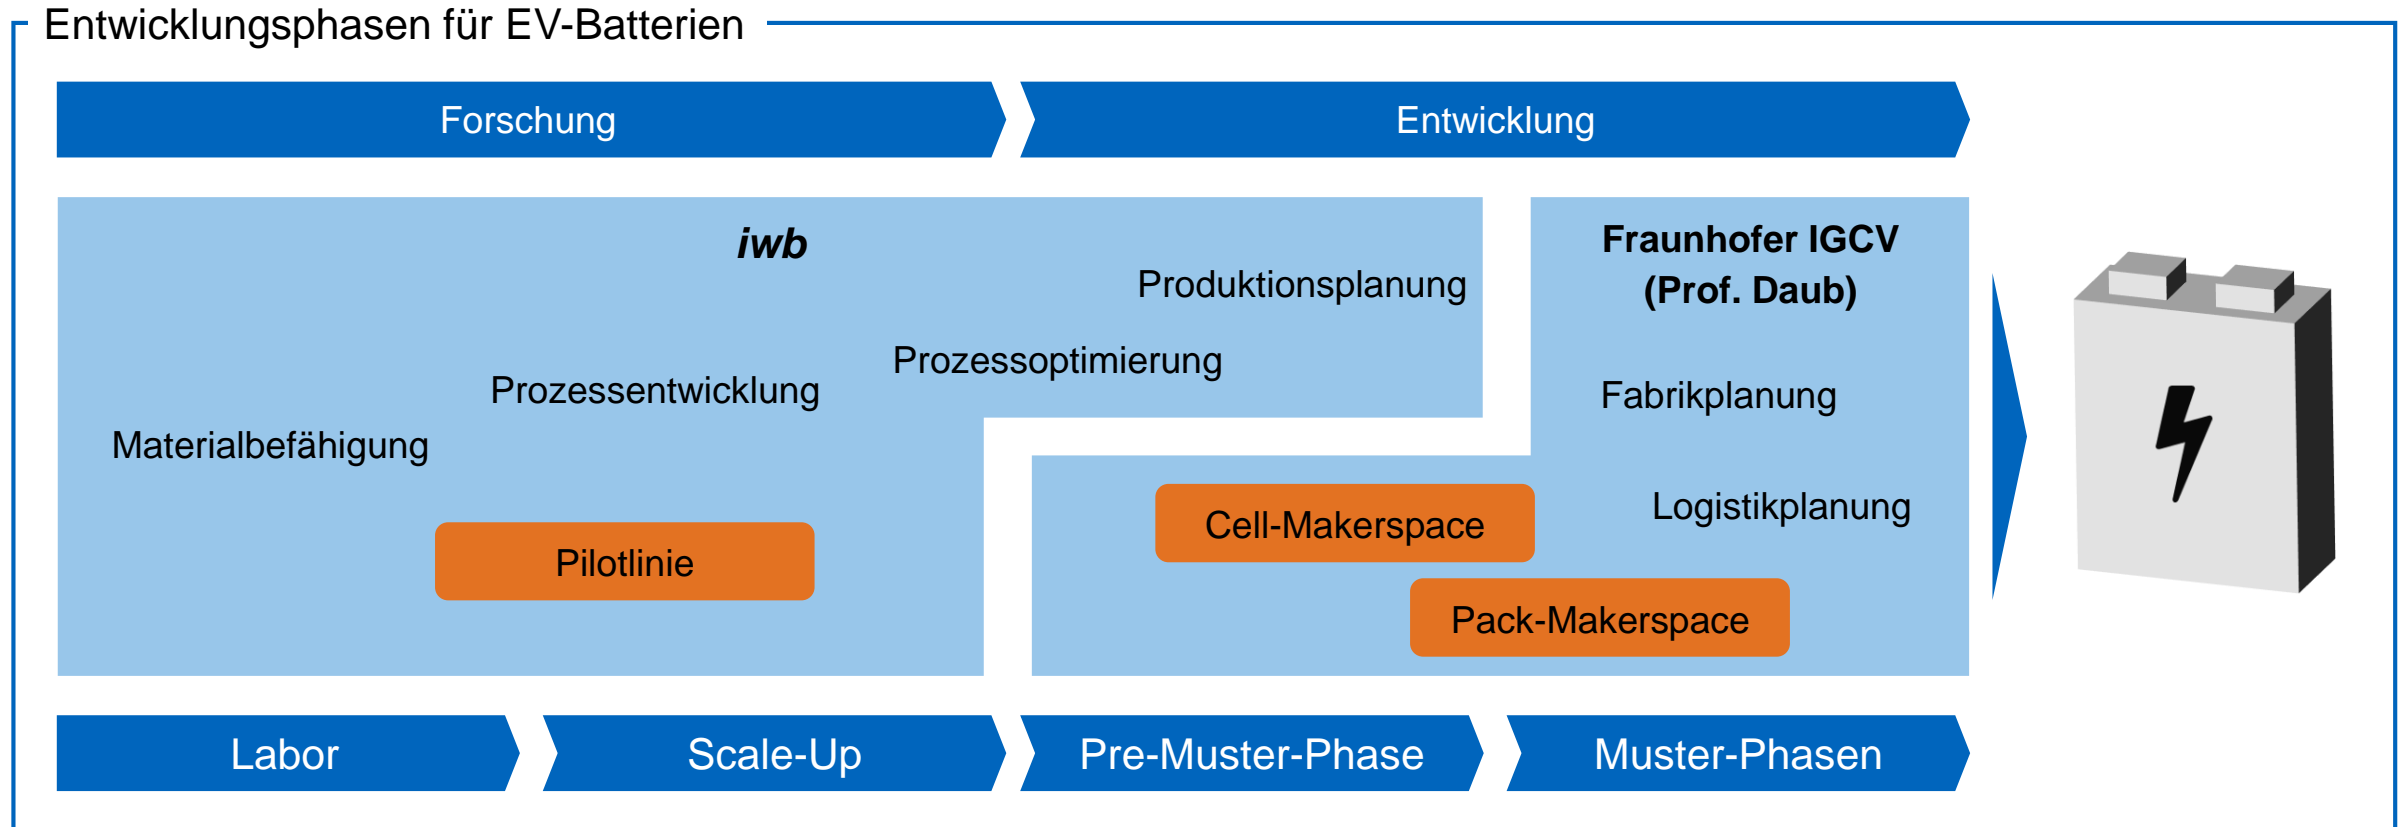 Entwicklungsphasen für EV-Batterien
Forschung
Entwicklung
iwb
Produktionsplanung
Prozessoptimierung
Prozessentwicklung
Materialbefähigung
Pilotlinie
Fraunhofer IGCV
(Prof. Daub)
Fabrikplanung
Logistikplanung
Cell-Makerspace
Pack-Makerspace
Labor
Scale-Up
Pre-Muster-Phase
Muster-Phasen